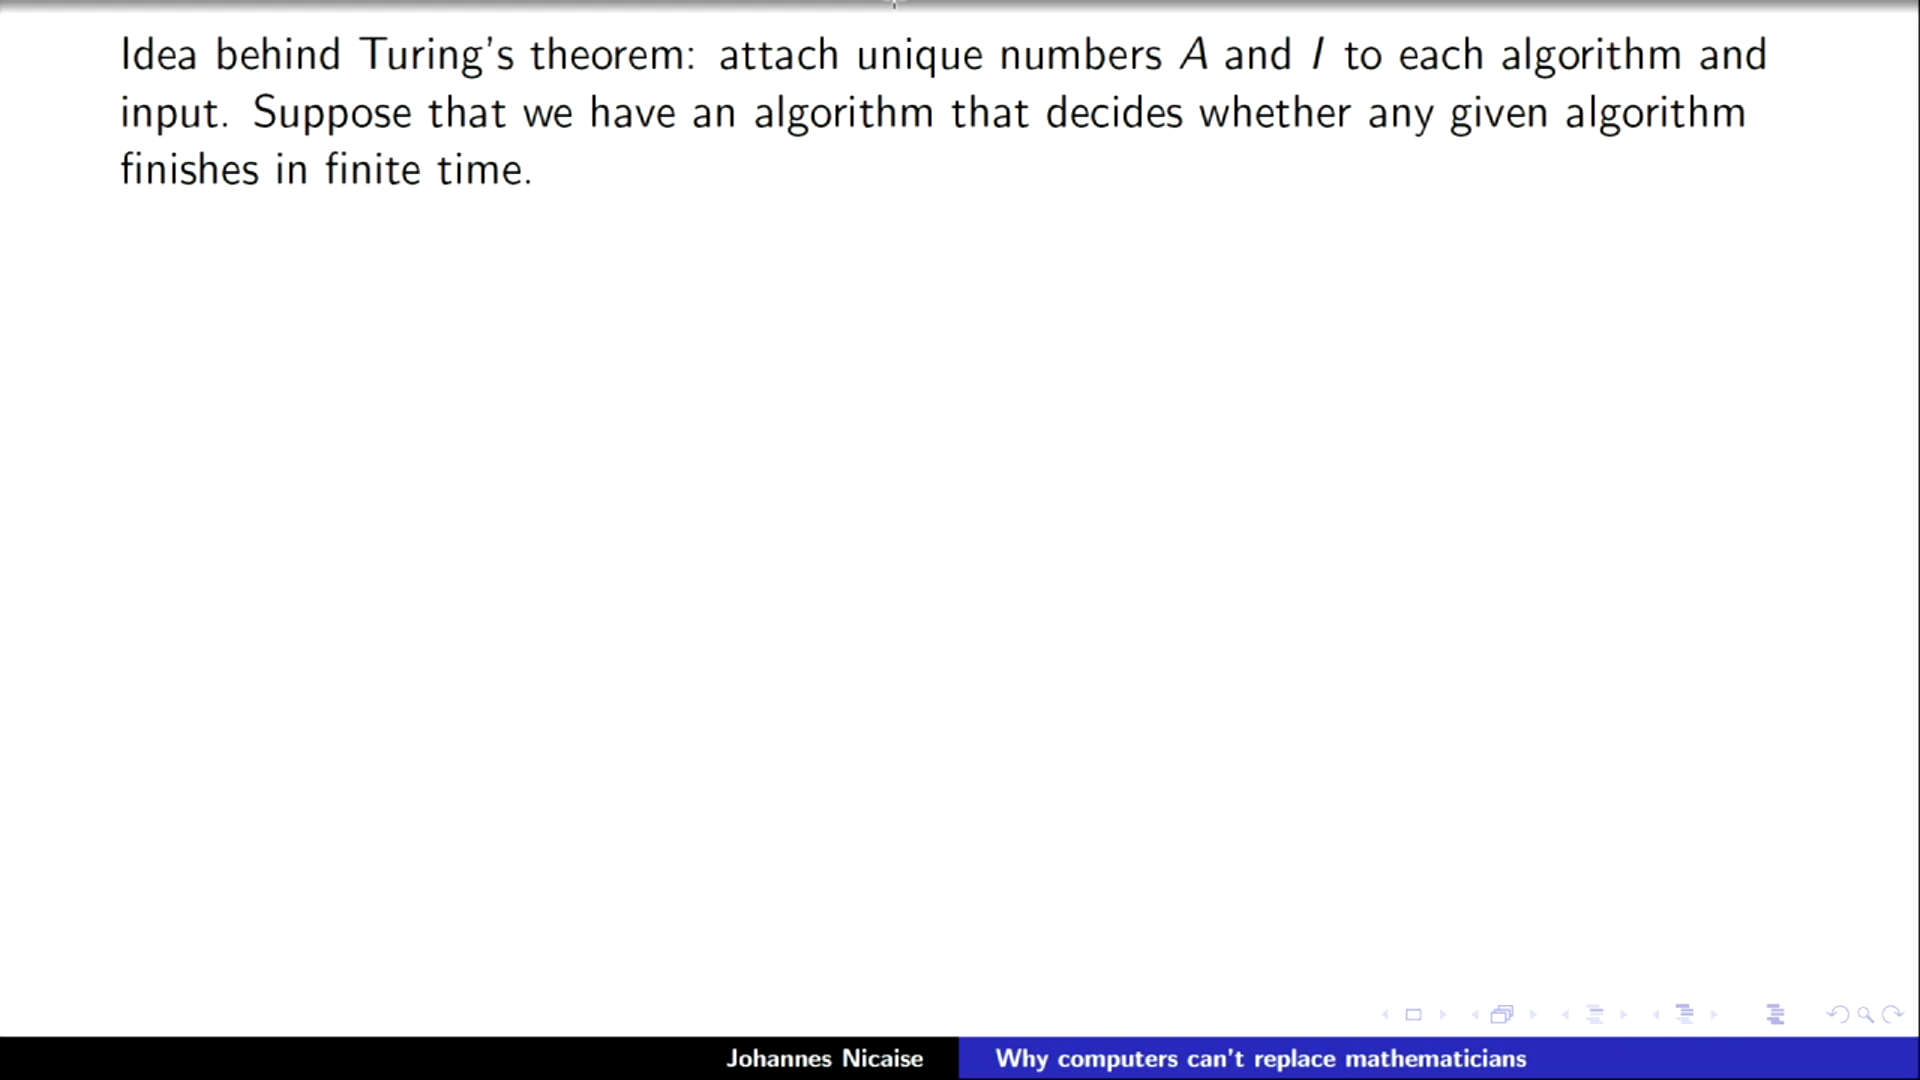 Idea behind Turing's theorem: attach unique numbers A and I to each algorithm and
input. Suppose that we have an algorithm that decides whether any given algorithm
finishes in finite time.
Johannes Nicaise
Why computers can't replace mathematicians